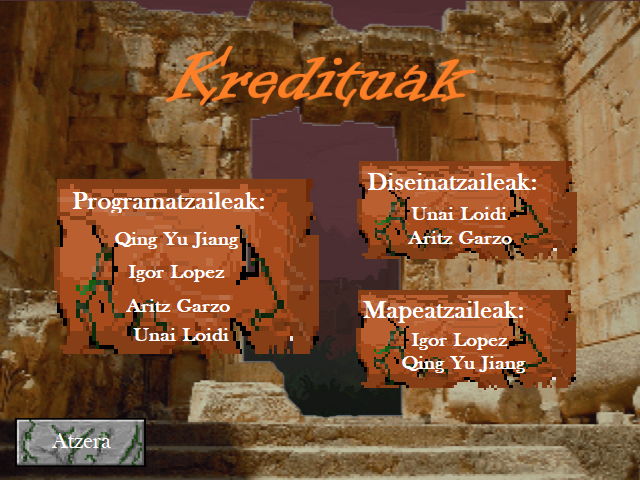 Kredituak
Programatzaileak:
Qing Yu Jiang
Igor Lopez
Aritz Garzo
Unai Loidi
Diseinatzaileak:
Unai Loidi
Aritz Garzo
Mapeatzaileak:
Igor Lopez
Qing Yu Jiang
Atzera